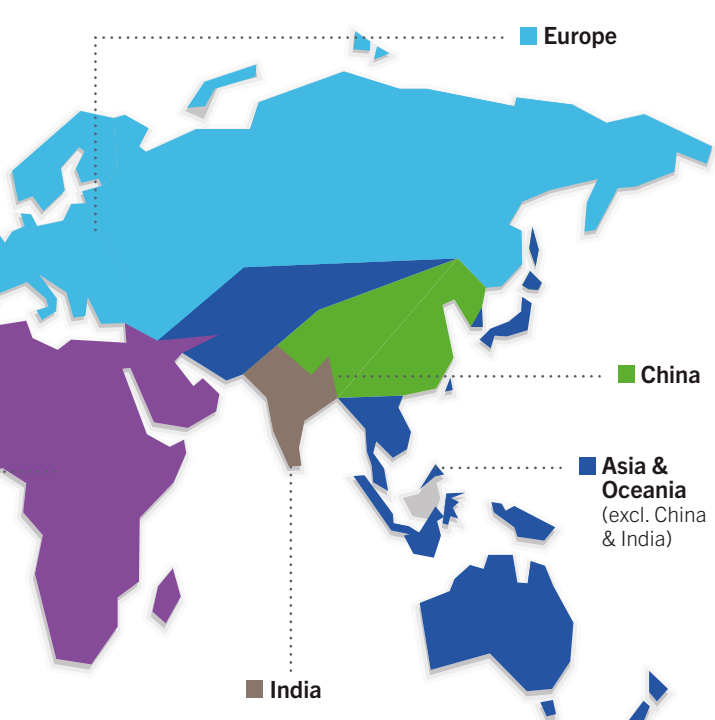 Europe
China
Asia &
Oceania
(excl. China
& India)
India